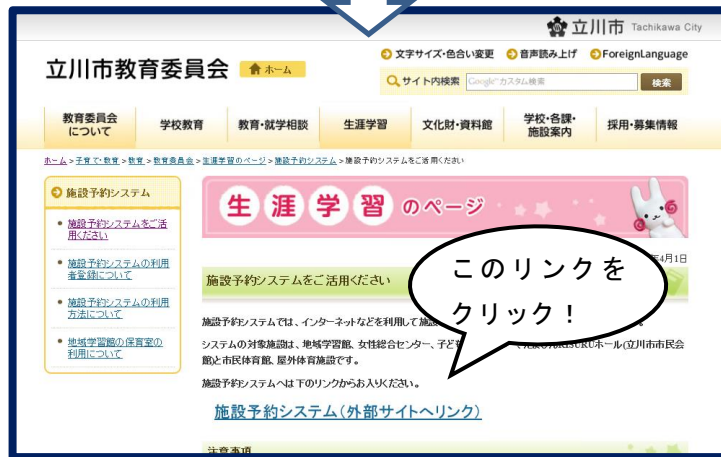 立川市 Tachikawa City
立川市教育委員会 ホーム
文字サイズ・色合い変更 音声読み上げ ForeignLanguage
サイト内検索 Google カスタム検索 検索
教育委員会について 学校教育 教育・就学相談 生涯学習 文化財・資料館 学校・各課・施設案内 採用・募集情報
ホーム > 子育て・教育 > 教育 > 教育委員会 > 生涯学習のページ > 施設予約システム > 施設予約システムをご活用ください
施設予約システム
施設予約システムをご活
用ください
施設予約システムの利用
者登録について
施設予約システムの利用
方法について
地域学習館の保育室の
利用について
生涯学習のページ
年4月1日
施設予約システムをご活用ください
このリンクを
クリック！
施設予約システムでは、インターネットなどを利用して施設
システムの対象施設は、地域学習館、女性総合センター、子ど
RUホール(立川市市民会
館)と市民体育館、屋外体育施設です。
施設予約システムへは下のリンクからお入りください。
施設予約システム（外部サイトへリンク）
注意事項